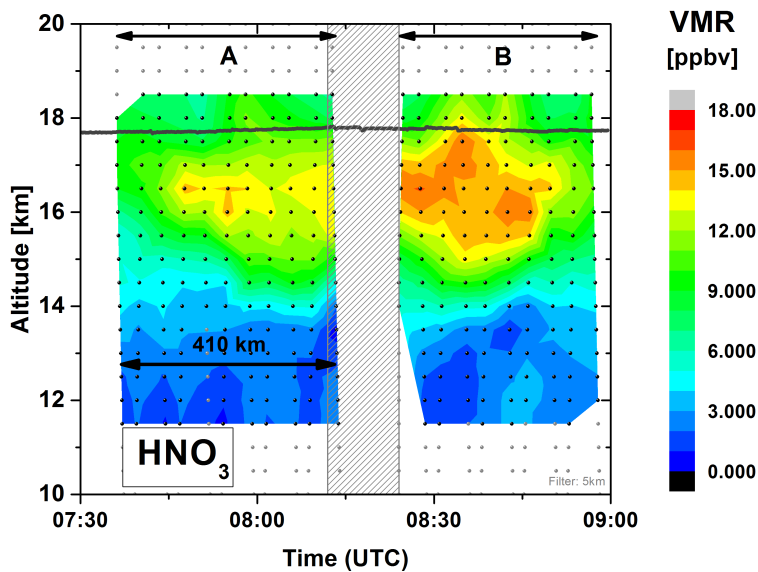 VMR
[ppbv]
20
18
16
14
12
10
Altitude [km]
A
B
410 km
HNO₃
Filter: 5km
07:30
08:00
08:30
09:00
Time (UTC)
18.00
15.00
12.00
9.000
6.000
3.000
0.000